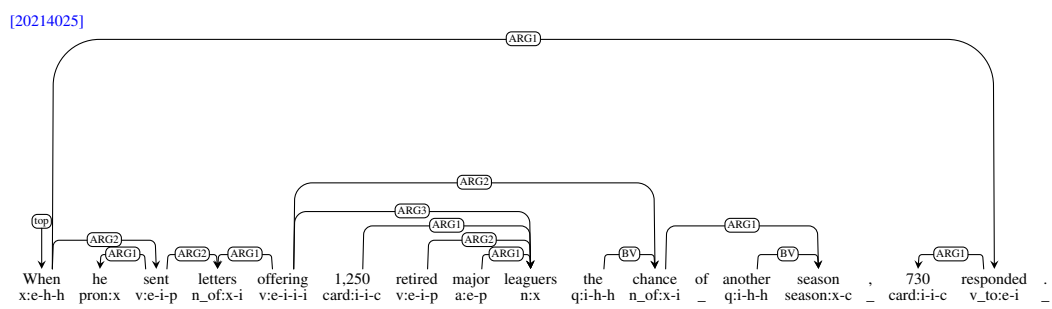 [20214025]
ARG1
ARG2
ARG3
top ARG1
ARG2 ARG2
ARG1 ARG2 ARG1 ARG1 BV BV ARG1
When he sent letters offering 1,250 retired major leaguers the chance of another season , 730 responded .
x:e-h-h pron:x v:e-i-p n_of:x-i v:e-i-i-i card:i-i-c v:e-i-p a:e-p n:x q:i-h-h n_of:x-i _ q:i-h-h season:x-c _ card:i-i-c v_to:e-i _